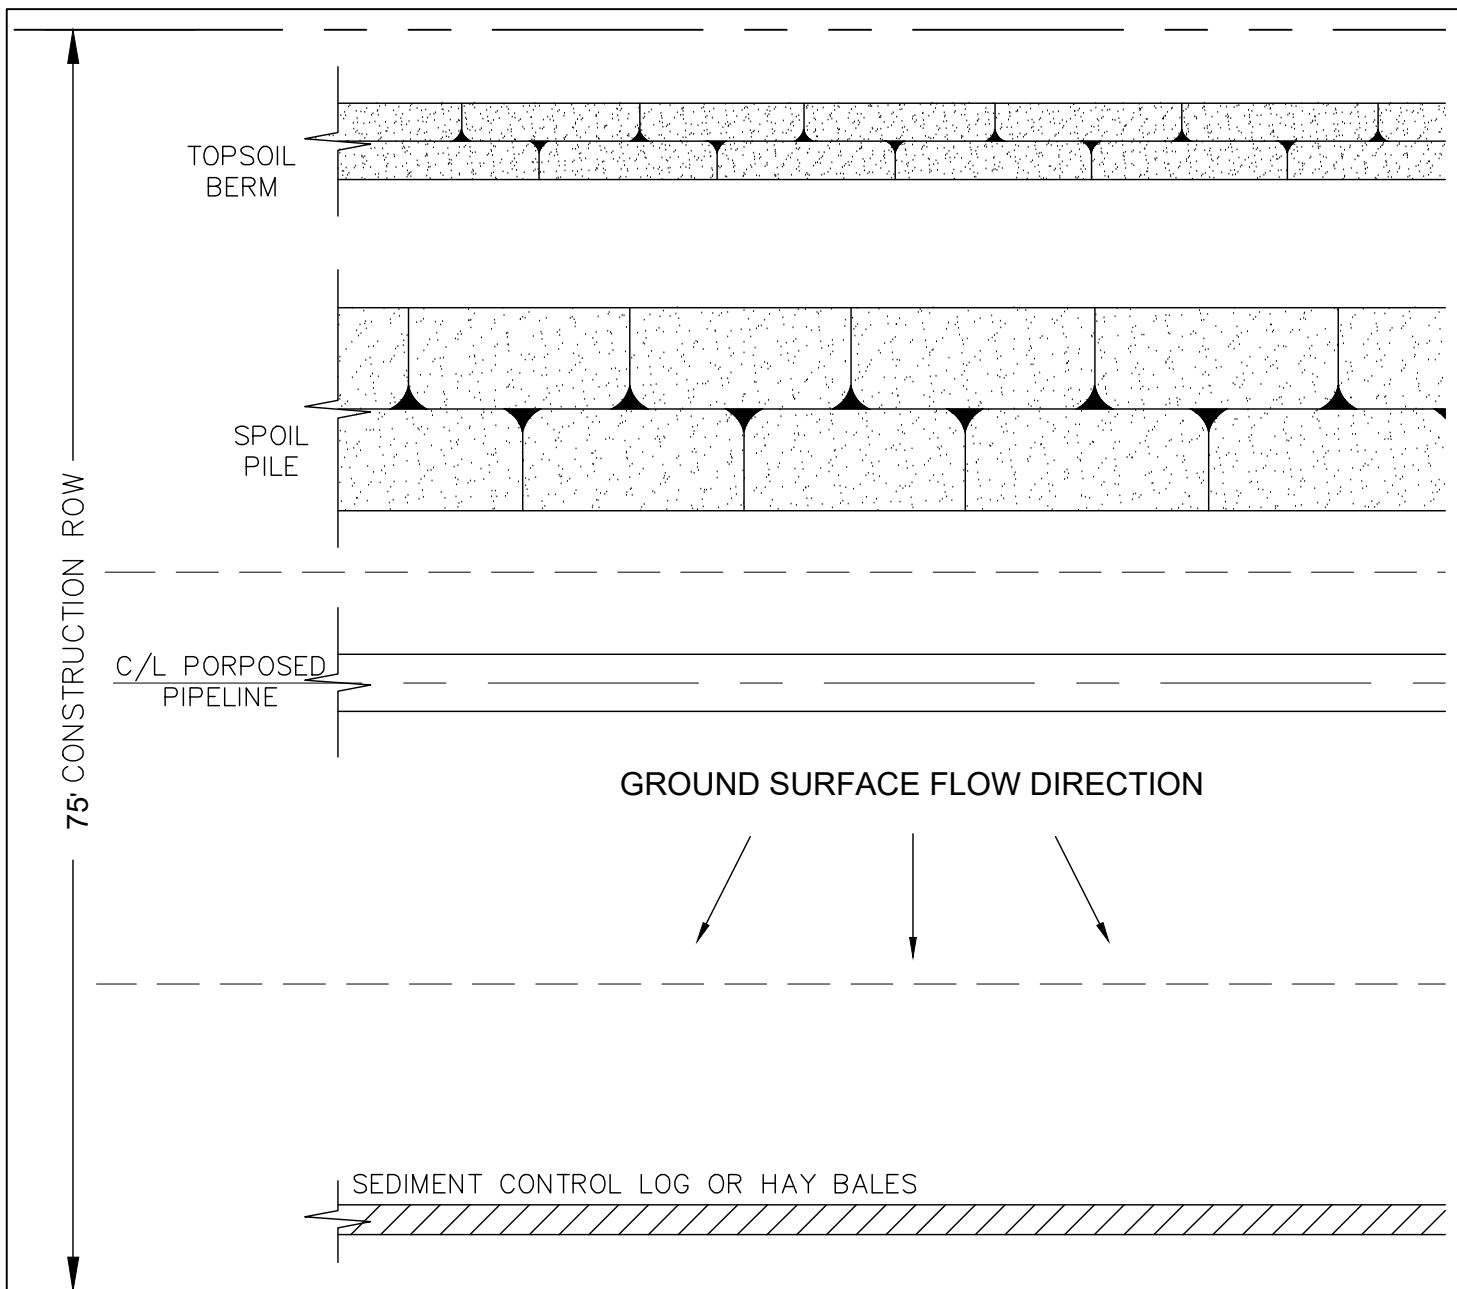 TOPSOIL
BERM
SPOIL
PILE
75' CONSTRUCTION ROW
C/L PORPOSED
PIPELINE
GROUND SURFACE FLOW DIRECTION
SEDIMENT CONTROL LOG OR HAY BALES